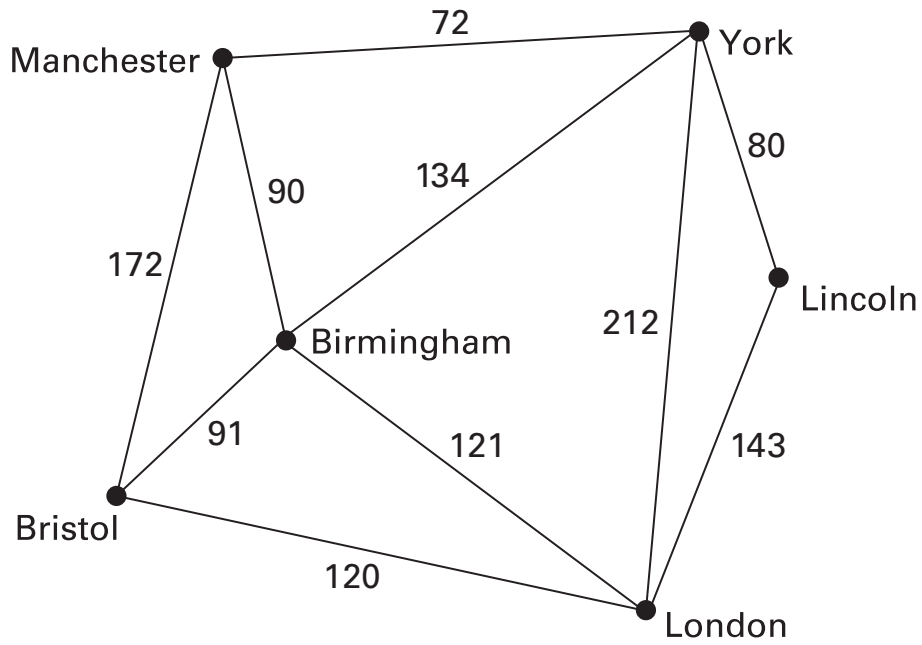 72
York
Manchester
80
134
90
172
Lincoln
212
Birmingham
91
121
143
Bristol
120
London